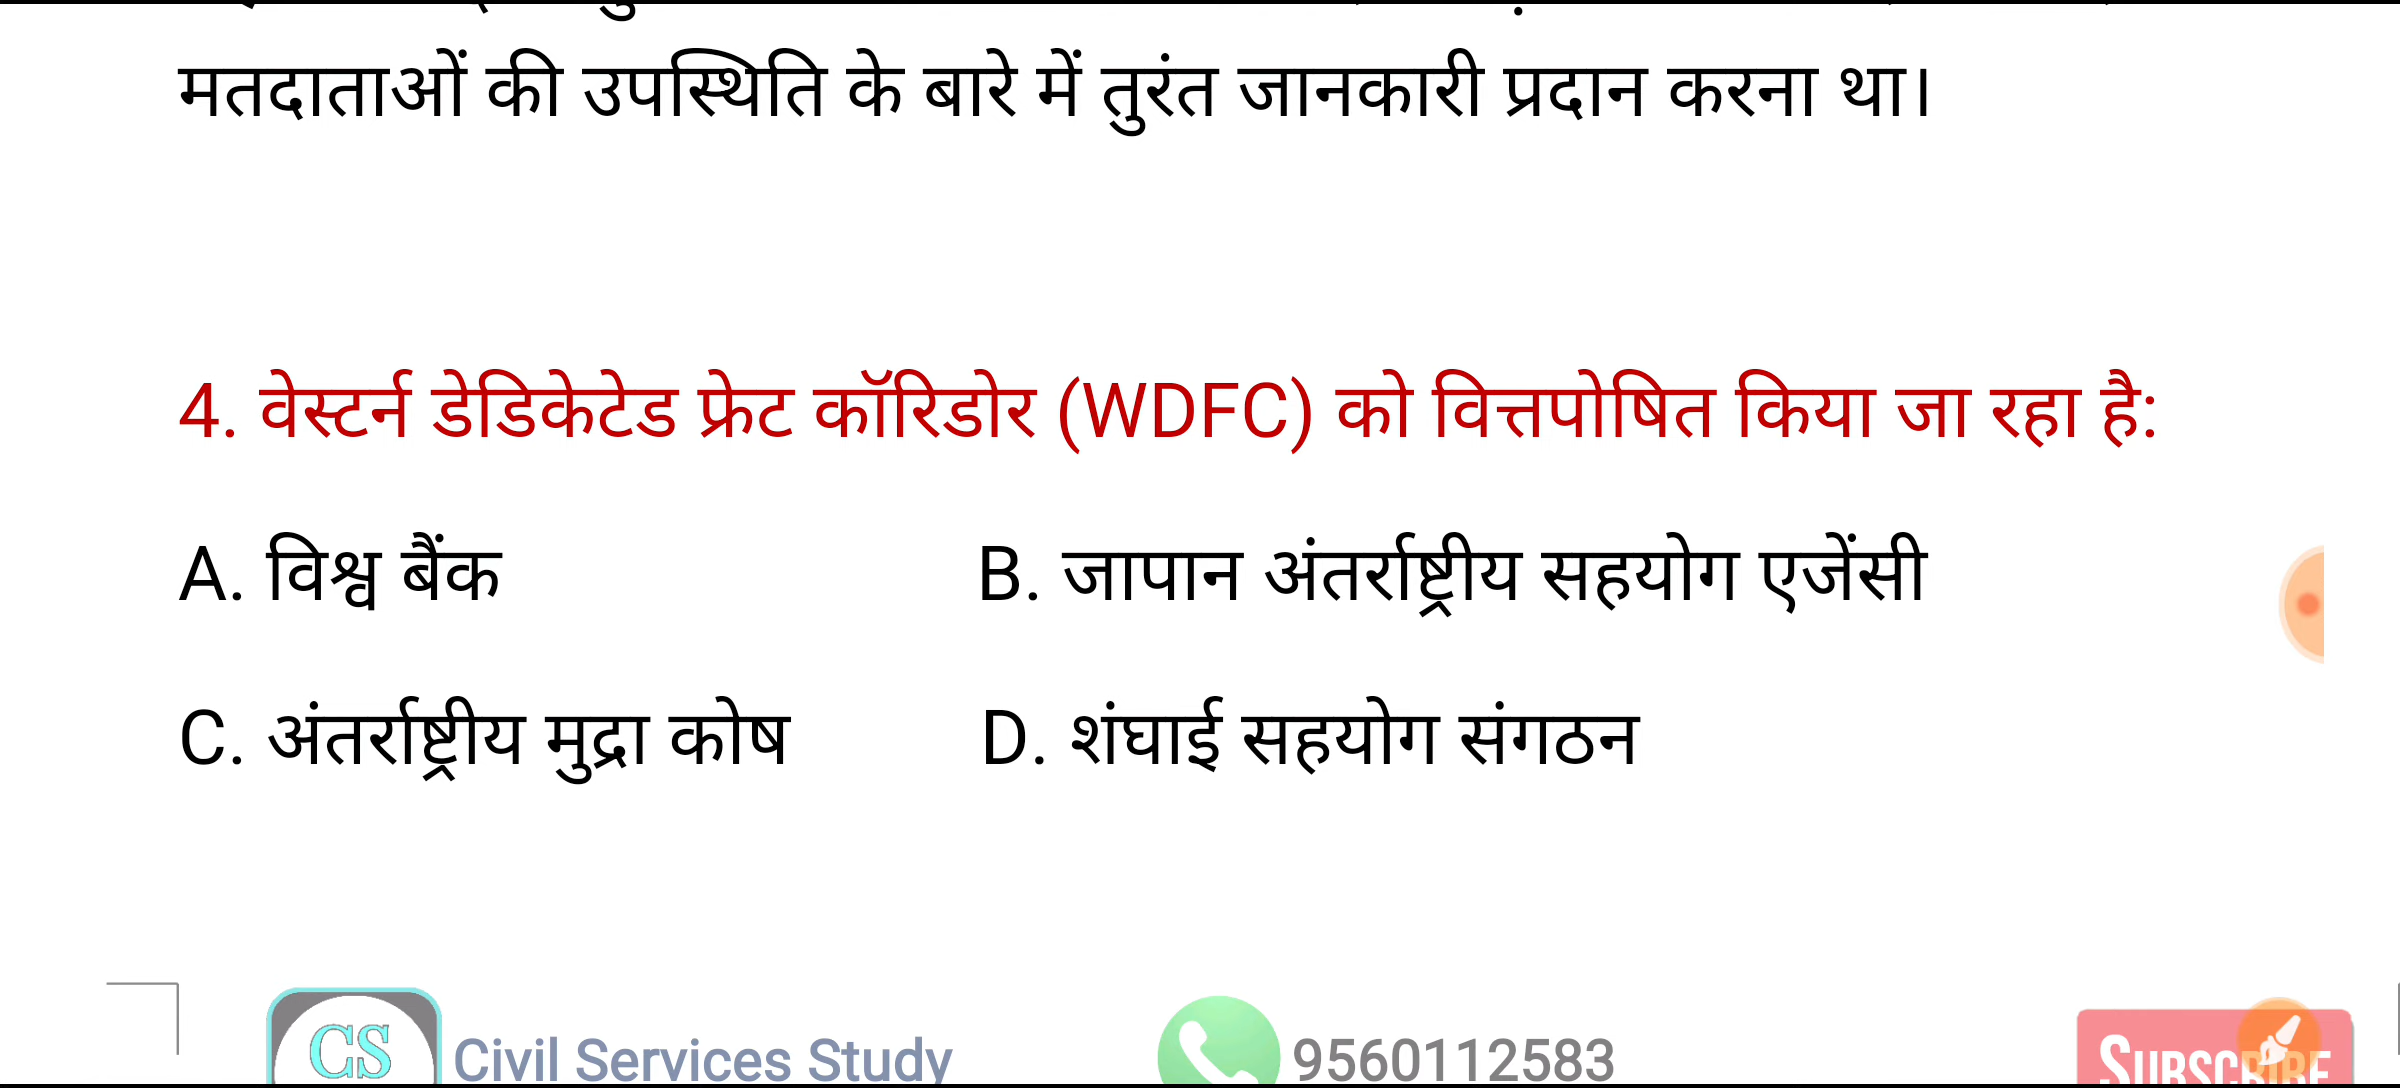 मतदाताओं की उपस्थिति के बारे में तुरंत जानकारी प्रदान करना था।
4. वेस्टर्न डेडिकेटेड फ्रेट कॉरिडोर (WDFC) को वित्तपोषित किया जा रहा है:
A. विश्व बैंक B. जापान अंतर्राष्ट्रीय सहयोग एजेंसी
C. अंतर्राष्ट्रीय मुद्रा कोष D. शंघाई सहयोग संगठन
CS Civil Services Study 9560112583 SUBSCRIBE